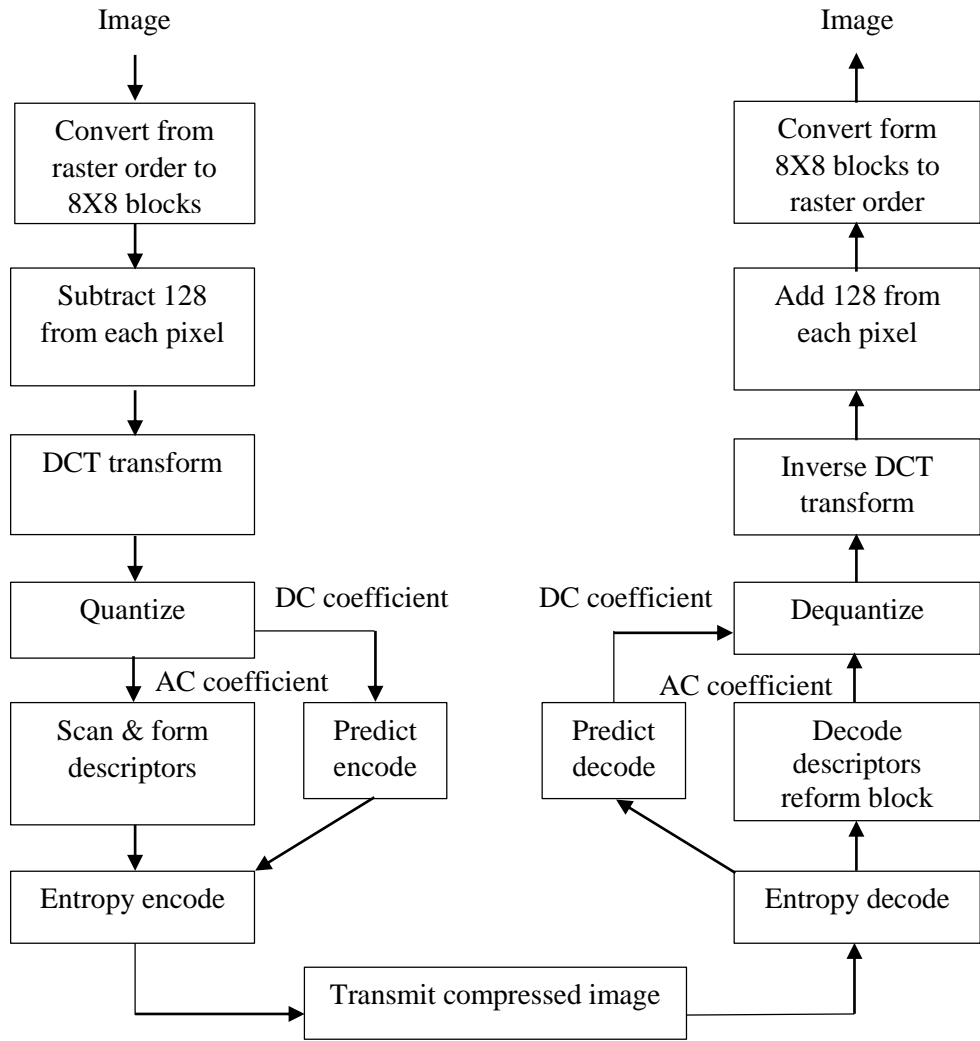 Image
Convert from
raster order to
8X8 blocks
Subtract 128
from each pixel
DCT transform
Quantize
DC coefficient
AC coefficient
Scan & form
descriptors
Predict
encode
Entropy encode
Transmit compressed image
Image
Convert form
8X8 blocks to
raster order
Add 128 from
each pixel
Inverse DCT
transform
Dequantize
DC coefficient
AC coefficient
Predict
decode
Decode
descriptors
reform block
Entropy decode